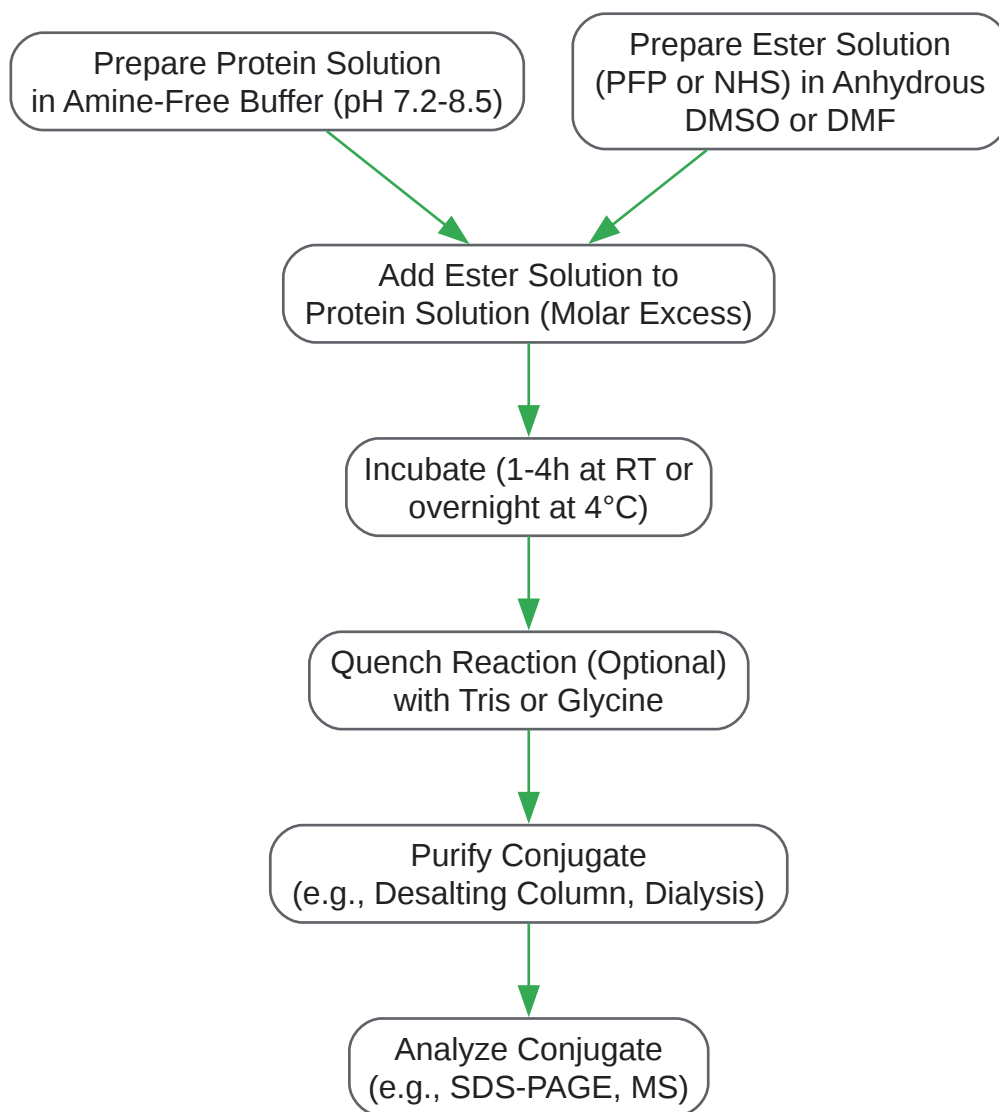 Prepare Protein Solution
in Amine-Free Buffer (pH 7.2-8.5)
Prepare Ester Solution
(PFP or NHS) in Anhydrous
DMSO or DMF
Add Ester Solution to
Protein Solution (Molar Excess)
Incubate (1-4h at RT or
overnight at 4°C)
Quench Reaction (Optional)
with Tris or Glycine
Purify Conjugate
(e.g., Desalting Column, Dialysis)
Analyze Conjugate
(e.g., SDS-PAGE, MS)